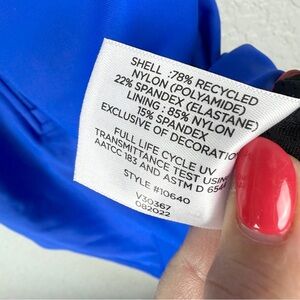 SHELL :78% RECYCLED
NYLON (POLYAMIDE)
22% SPANDEX (ELASTANE)
LINING : 85% NYLON
15% SPANDEX
EXCLUSIVE OF DECORATION
FULL LIFE CYCLE UV
TRANSMITTANCE TEST USING
AATCC 183 AND ASTM D 6544
STYLE #10640
V30367
082022